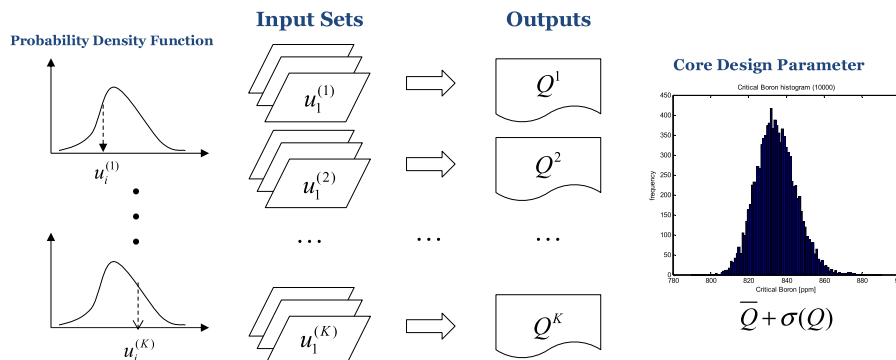 Input Sets
Outputs
Probability Density Function
Core Design Parameter
u_i^{(1)}
u_i^{(K)}
u_1^{(1)}
u_1^{(2)}
...
u_1^{(K)}
Q^1
Q^2
...
...
Q^K
Critical Boron histogram (10000)
frequency
450
400
350
300
250
200
150
100
50
0
780
800
820
840
860
880
Critical Boron [ppm]
\overline{Q} + σ(Q)